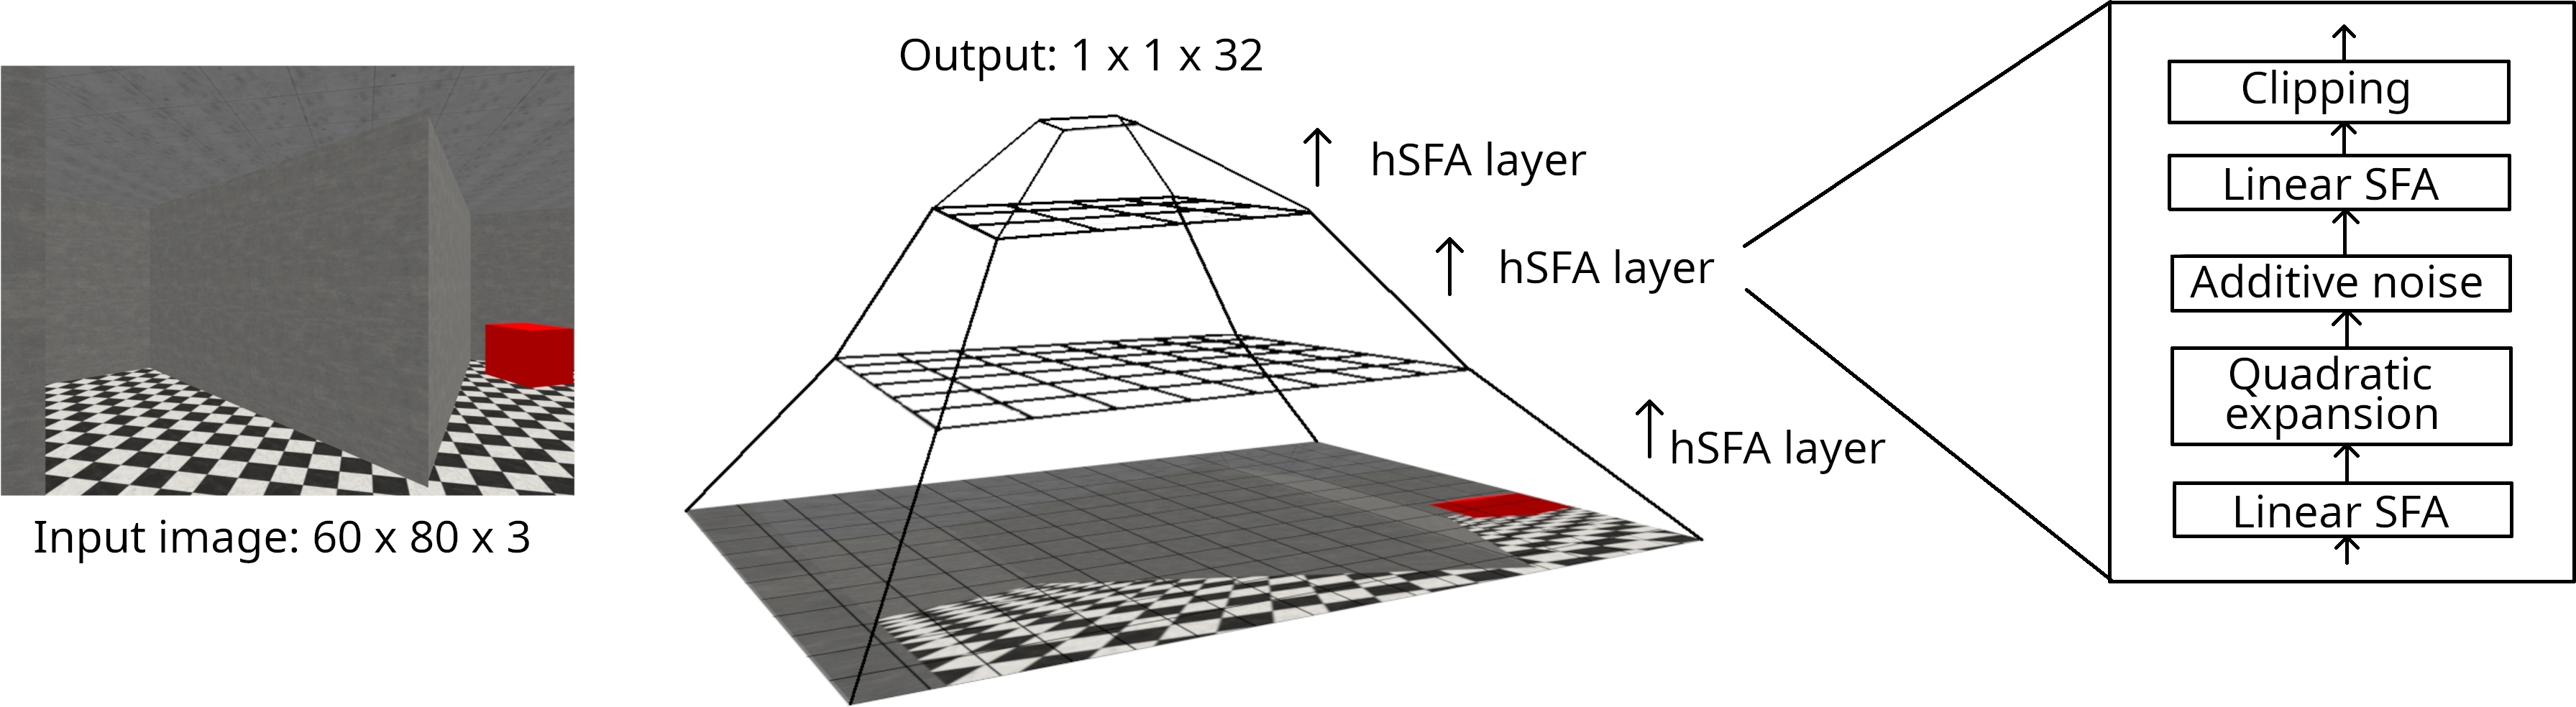 Input image: 60 x 80 x 3
Output: 1 x 1 x 32
hSFA layer
hSFA layer
hSFA layer
Clipping
Linear SFA
Additive noise
Quadratic
expansion
Linear SFA